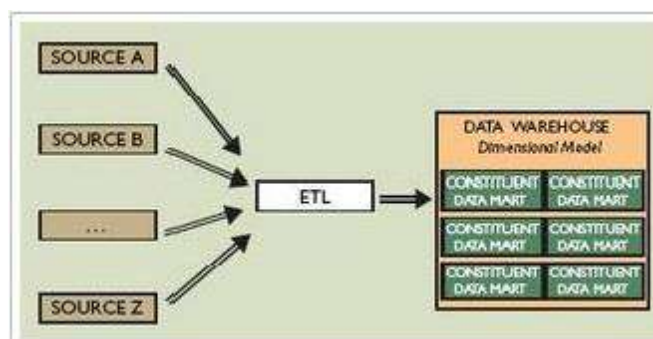 SOURCE A
SOURCE B
...
SOURCE Z
ETL
DATA WAREHOUSE
Dimensional Model
CONSTITUENT
DATA MART
CONSTITUENT
DATA MART
CONSTITUENT
DATA MART
CONSTITUENT
DATA MART
CONSTITUENT
DATA MART
CONSTITUENT
DATA MART